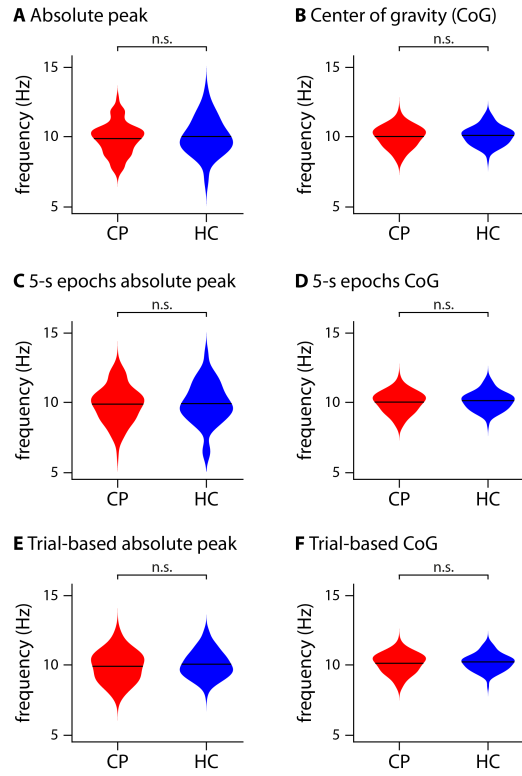 A Absolute peak
n.s.
15
10
5
frequency (Hz)
CP HC
B Center of gravity (CoG)
n.s.
15
10
5
frequency (Hz)
CP HC
C 5-s epochs absolute peak
n.s.
15
10
5
frequency (Hz)
CP HC
D 5-s epochs CoG
n.s.
15
10
5
frequency (Hz)
CP HC
E Trial-based absolute peak
n.s.
15
10
5
frequency (Hz)
CP HC
F Trial-based CoG
n.s.
15
10
5
frequency (Hz)
CP HC